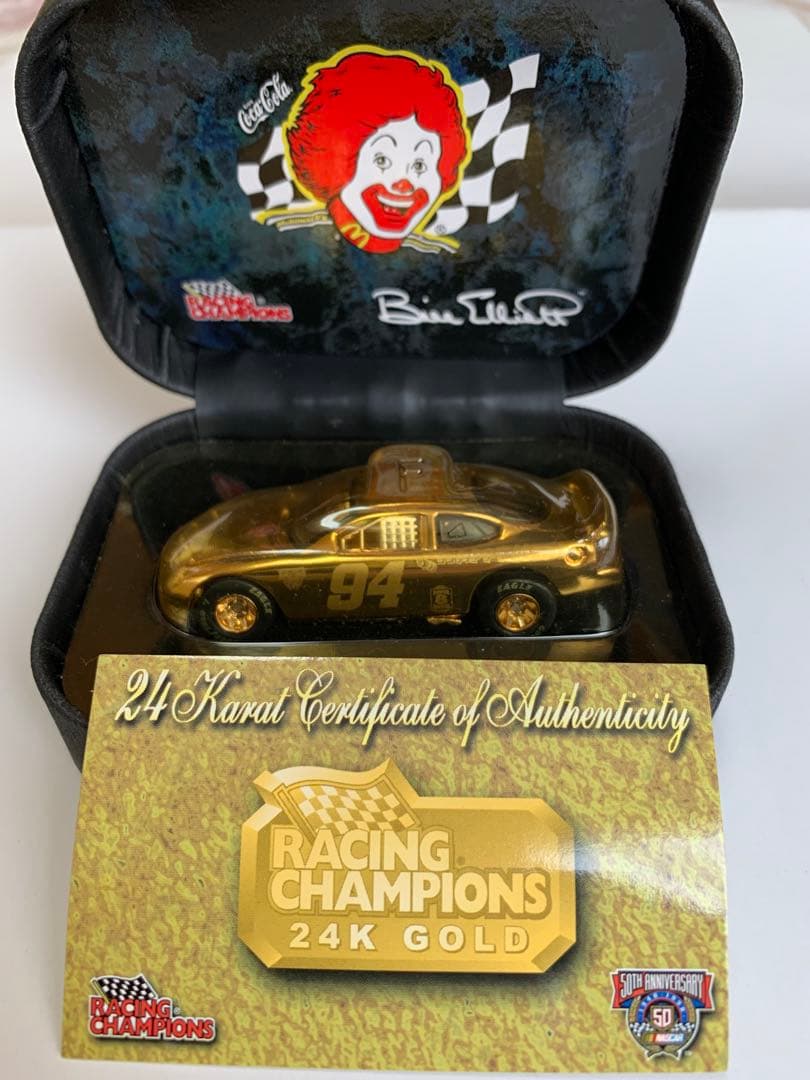 Coca-Cola
RACING
CHAMPIONS
Bill Elliott
94
EAGLE
EAGLE
24 Karat Certificate of Authenticity
RACING
CHAMPIONS
24K GOLD
RACING
CHAMPIONS
50TH ANNIVERSARY
50
NASCAR